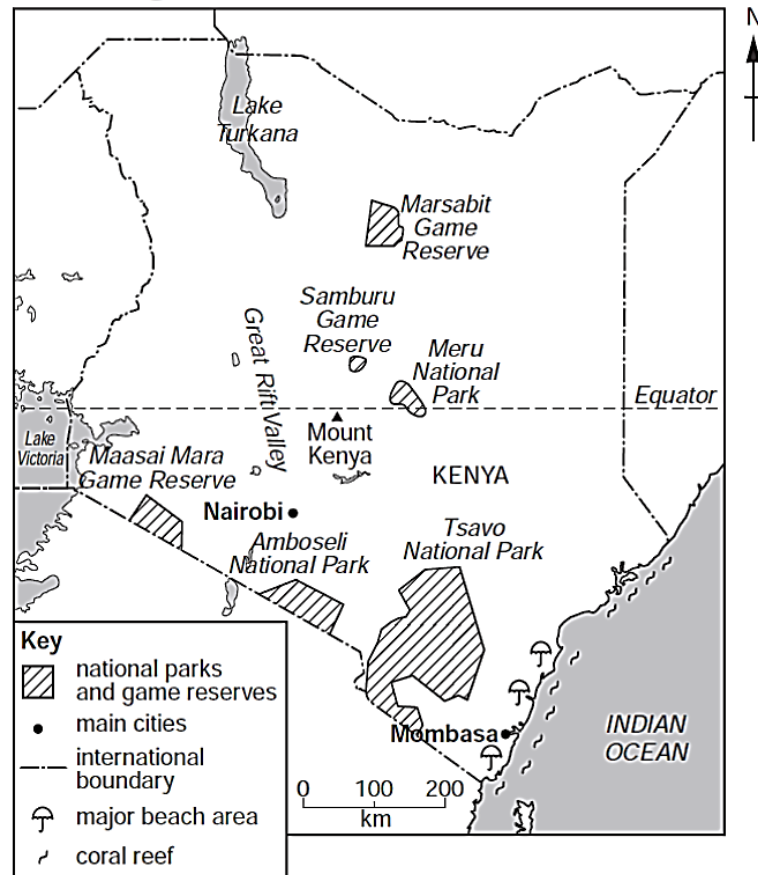 N
Lake
Turkana
Marsabit
Game
Reserve
Samburu
Game
Reserve
Great Rift Valley
Meru
National
Park
Equator
Lake
Victoria
Mount
Kenya
Maasai Mara
Game Reserve
KENYA
Nairobi
Amboseli
National Park
Tsavo
National Park
Mombasa
INDIAN
OCEAN
Key
national parks
and game reserves
main cities
international
boundary
major beach area
coral reef
0 100 200
km